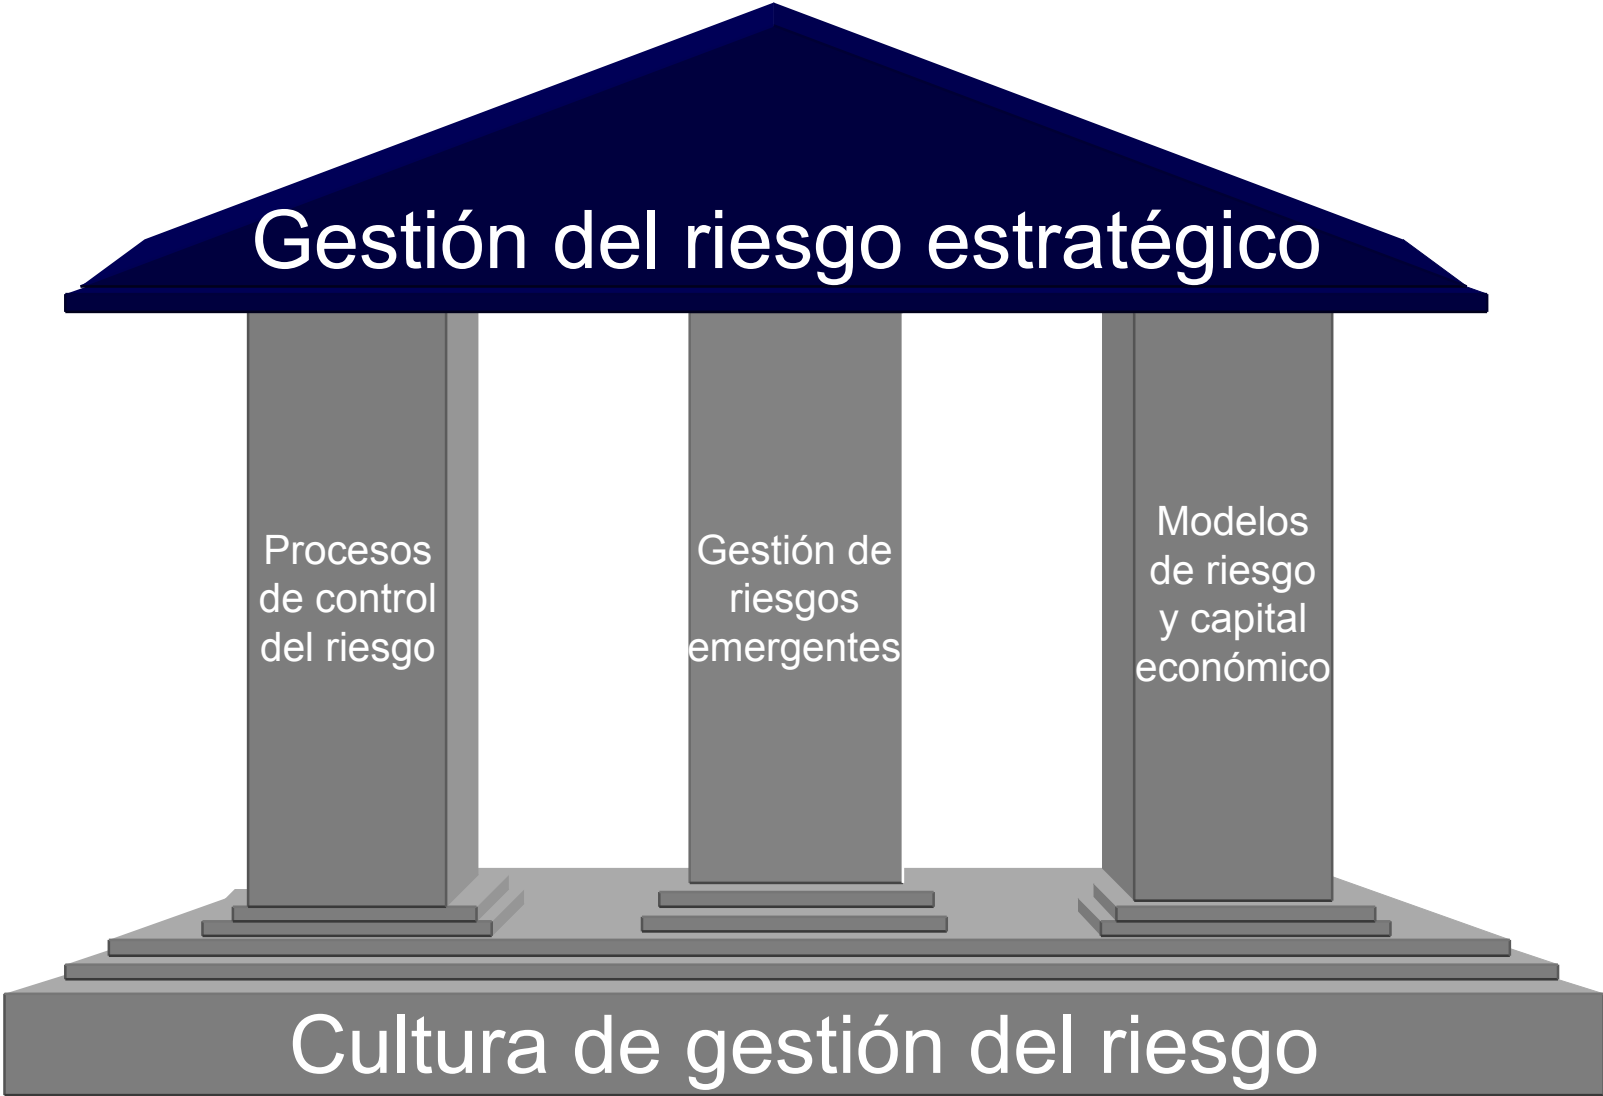 Gestión del riesgo estratégico
Procesos
de control
del riesgo
Gestión de
riesgos
emergentes
Modelos
de riesgo
y capital
económico
Cultura de gestión del riesgo